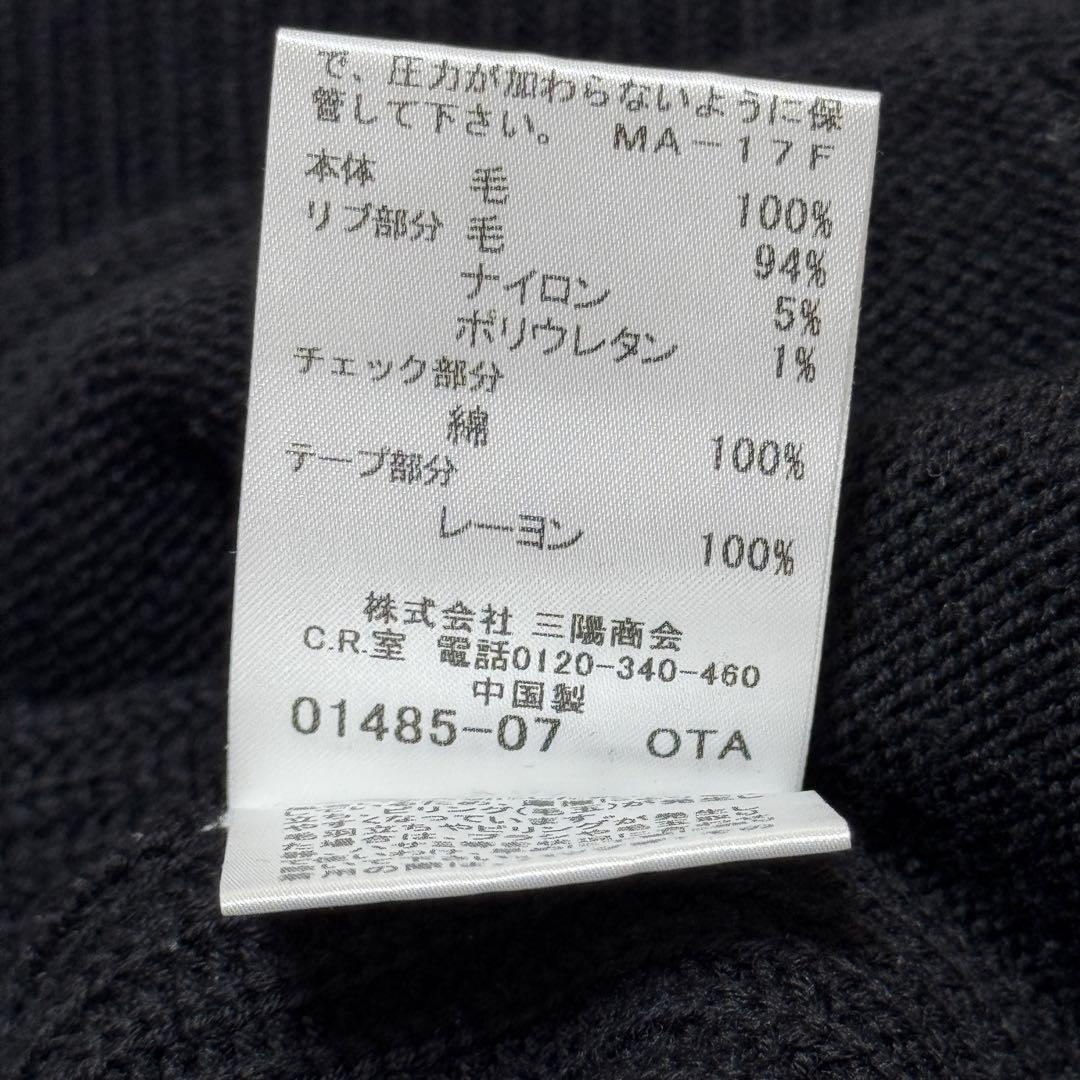 で、圧力が加わらないように保
管して下さい。 MA-17F
本体 毛 100%
リブ部分 毛 94%
ナイロン 5%
ポリウレタン 1%
チェック部分
綿 100%
テープ部分
レーヨン 100%
株式会社 三陽商会
C.R.室 電話0120-340-460
中国製
01485-07 OTA